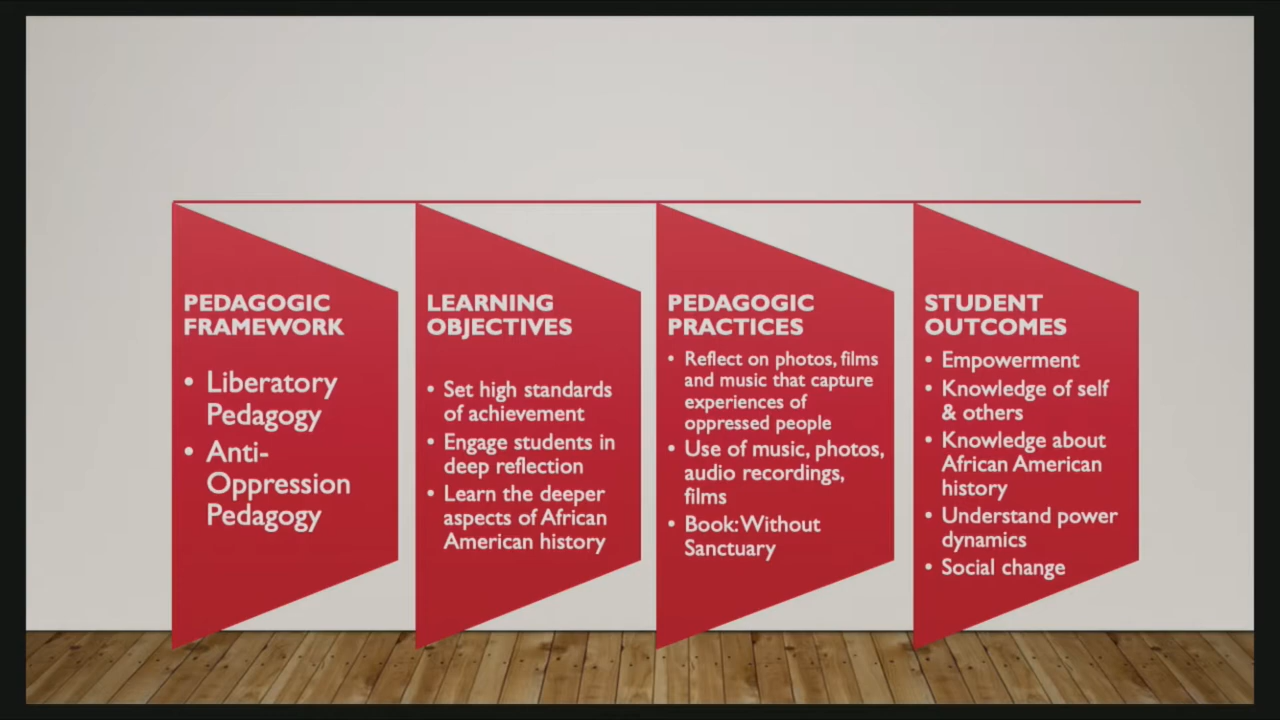 PEDAGOGIC
FRAMEWORK
• Liberatory
Pedagogy
• Anti-
Oppression
Pedagogy
LEARNING
OBJECTIVES
• Set high standards
of achievement
• Engage students in
deep reflection
• Learn the deeper
aspects of African
American history
PEDAGOGIC
PRACTICES
• Reflect on photos, films
and music that capture
experiences of
oppressed people
• Use of music, photos,
audio recordings,
films
• Book: Without
Sanctuary
STUDENT
OUTCOMES
• Empowerment
• Knowledge of self
& others
• Knowledge about
African American
history
• Understand power
dynamics
• Social change